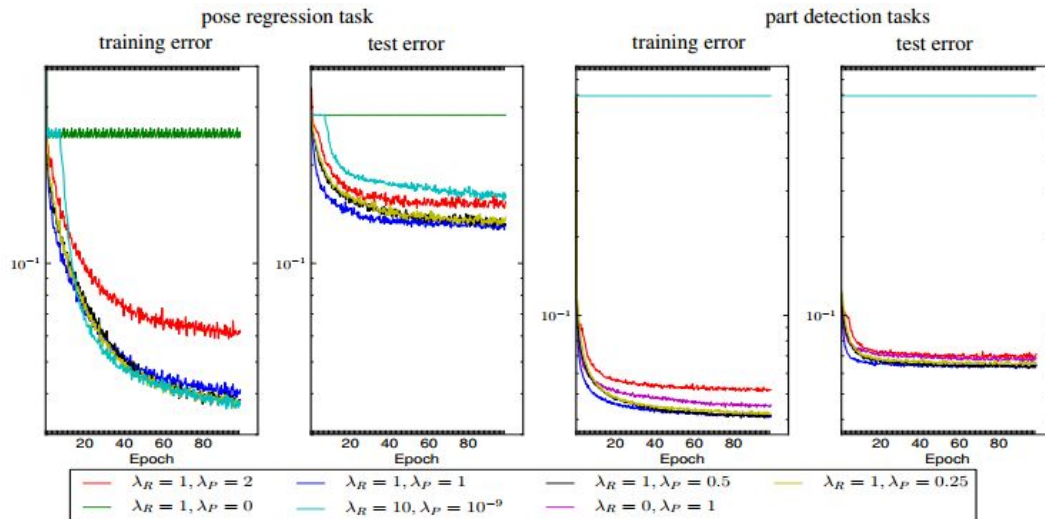 pose regression task
part detection tasks
training error
test error
training error
test error
10⁻¹
10⁻¹
10⁻¹
20 40 60 80
20 40 60 80
20 40 60 80
20 40 60 80
Epoch
Epoch
Epoch
Epoch
λ_R = 1, λ_P = 2
λ_R = 1, λ_P = 1
λ_R = 1, λ_P = 0.5
λ_R = 1, λ_P = 0.25
λ_R = 1, λ_P = 0
λ_R = 10, λ_P = 10⁻⁹
λ_R = 0, λ_P = 1